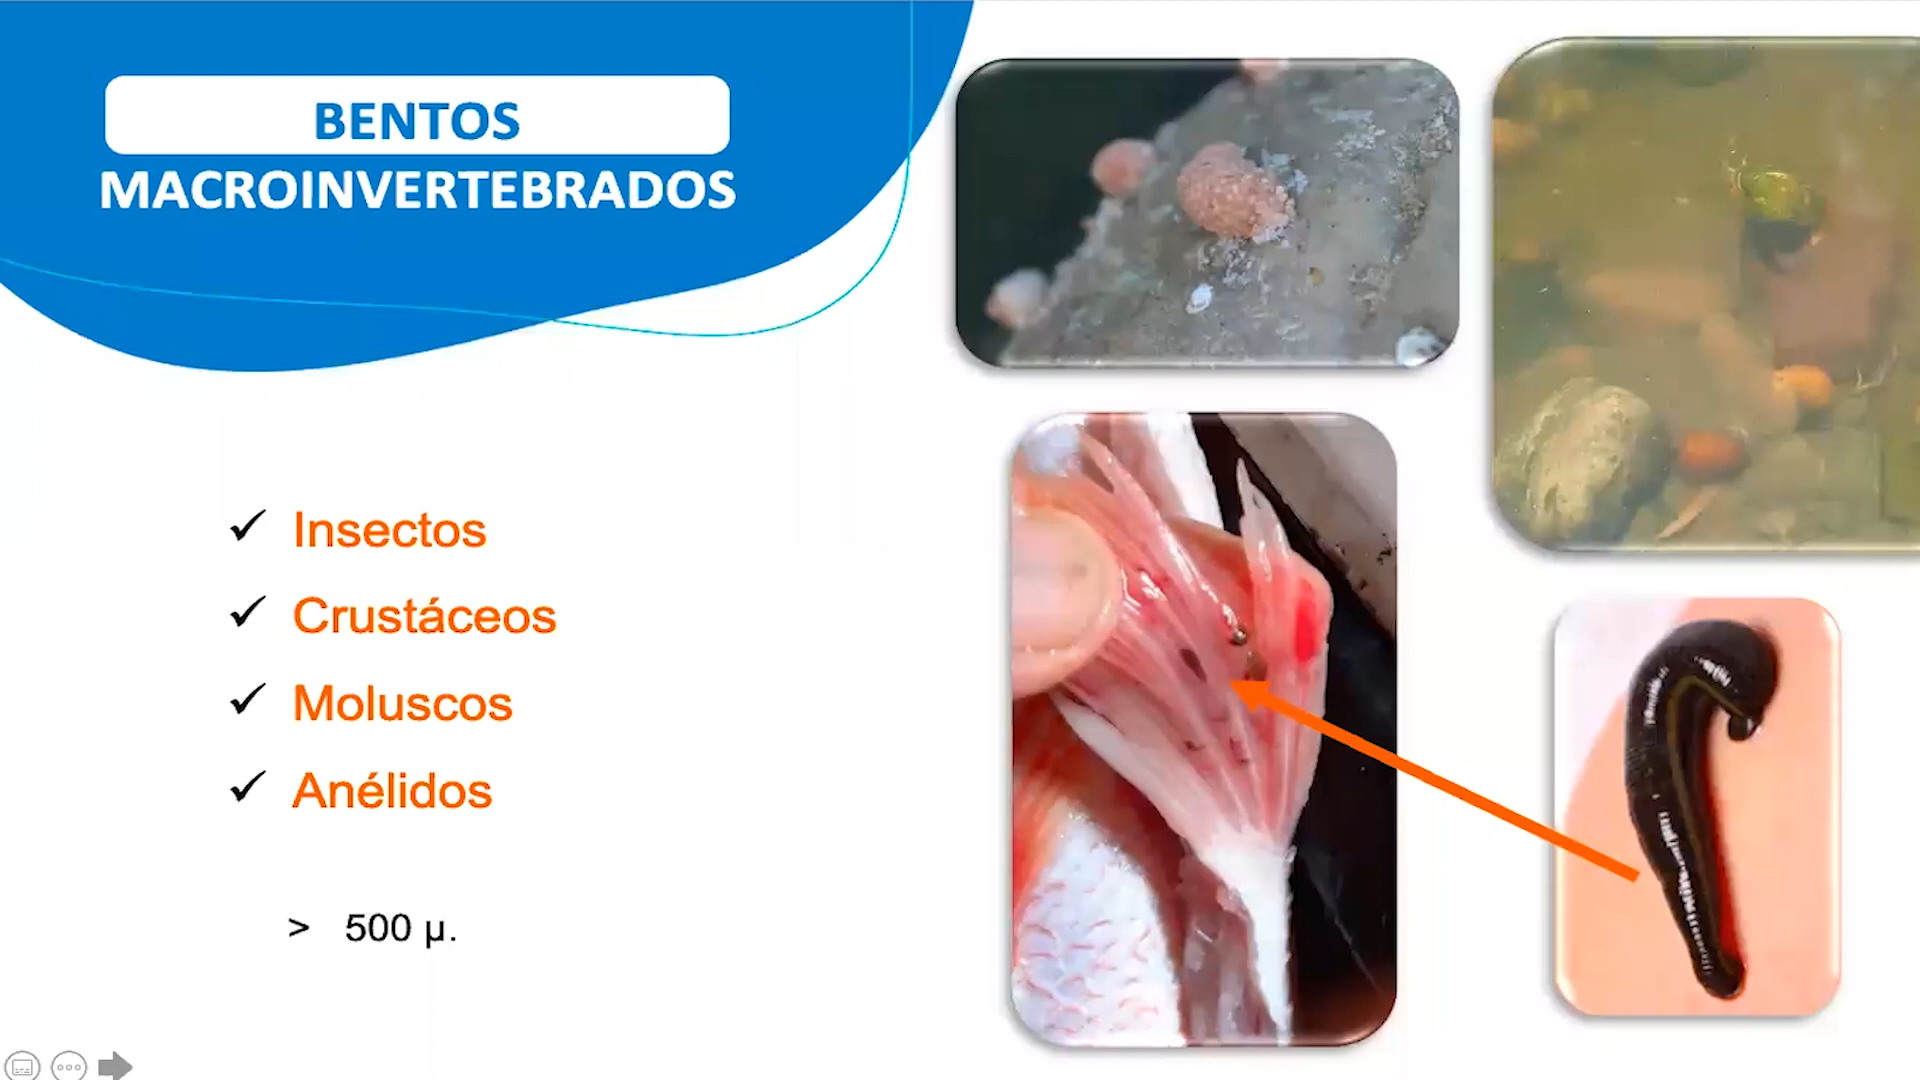 BENTOS
MACROINVERTEBRADOS
✓ Insectos
✓ Crustáceos
✓ Moluscos
✓ Anélidos
> 500 µ.